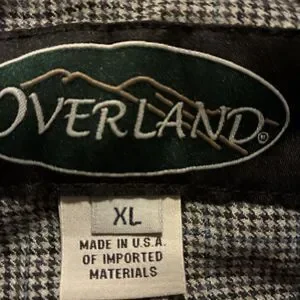 OVERLAND®
XL
MADE IN U.S.A.
OF IMPORTED
MATERIALS